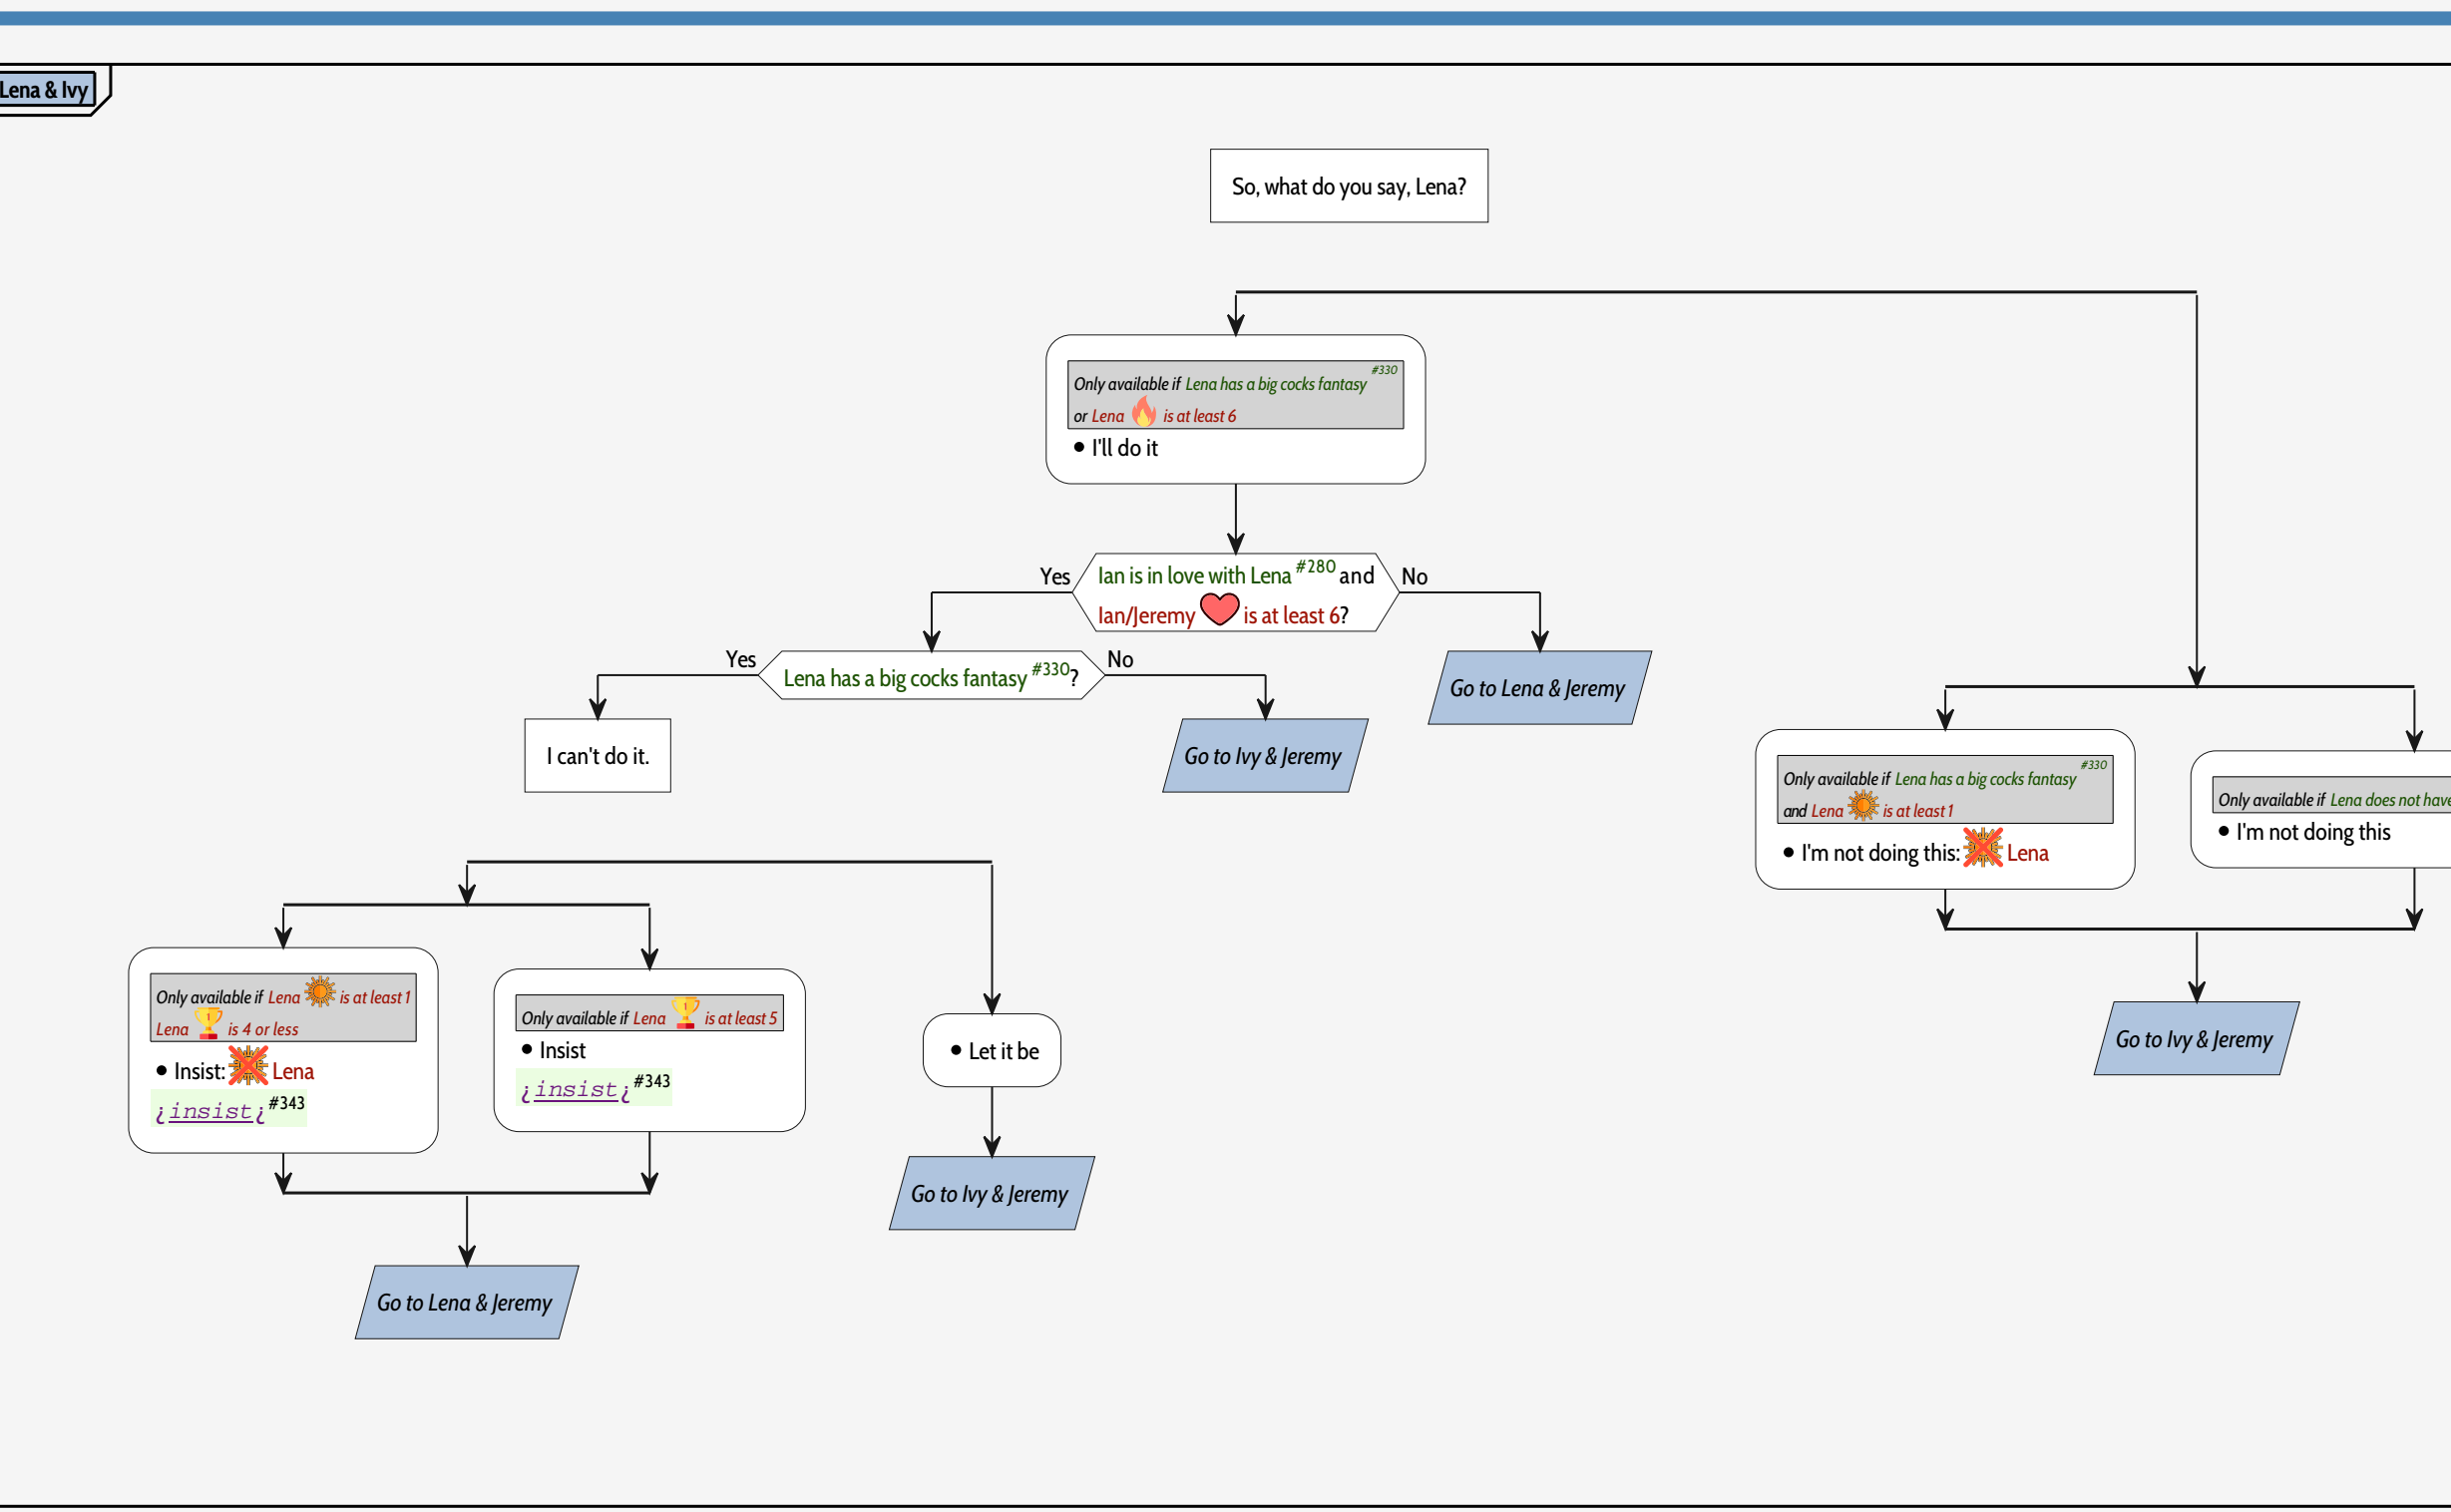 Lena & Ivy
So, what do you say, Lena?
Only available if Lena has a big cocks fantasy #330
or Lena is at least 6
• I'll do it
Yes
Ian is in love with Lena #280 and
Ian/Jeremy is at least 6?
No
Yes
Lena has a big cocks fantasy #330?
No
Go to Lena & Jeremy
I can't do it.
Go to Ivy & Jeremy
Only available if Lena has a big cocks fantasy #330
and Lena is at least 1
• I'm not doing this: Lena
Only available if Lena does not have
• I'm not doing this
Only available if Lena is at least 1
Lena is 4 or less
• Insist: Lena
¿insist¿ #343
Only available if Lena is at least 5
• Insist
¿insist¿ #343
• Let it be
Go to Ivy & Jeremy
Go to Ivy & Jeremy
Go to Lena & Jeremy